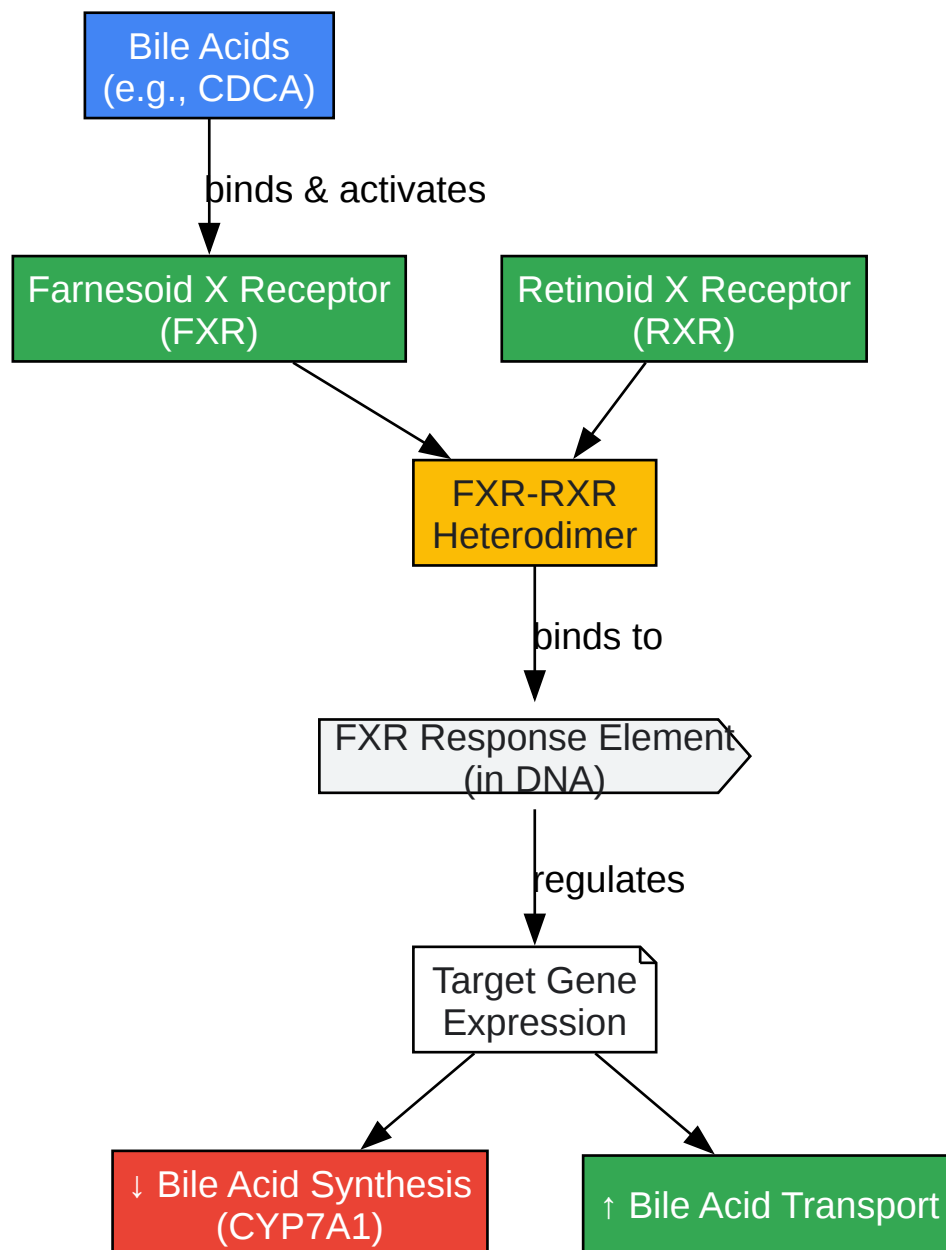 Bile Acids
(e.g., CDCA)
binds & activates
Farnesoid X Receptor
(FXR)
Retinoid X Receptor
(RXR)
FXR-RXR
Heterodimer
binds to
FXR Response Element
(in DNA)
regulates
Target Gene
Expression
↓ Bile Acid Synthesis
(CYP7A1)
↑ Bile Acid Transport